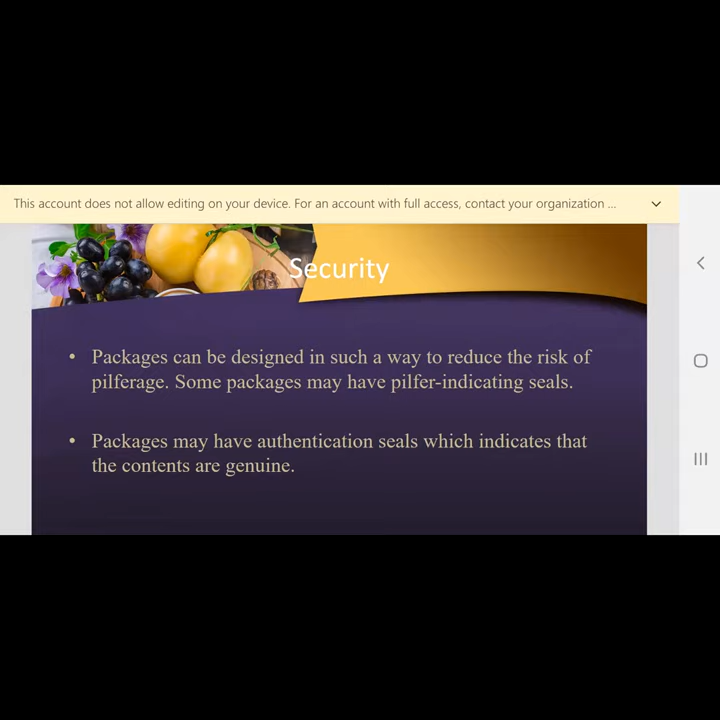 This account does not allow editing on your device. For an account with full access, contact your organization ...
Security
• Packages can be designed in such a way to reduce the risk of
pilferage. Some packages may have pilfer-indicating seals.
• Packages may have authentication seals which indicates that
the contents are genuine.